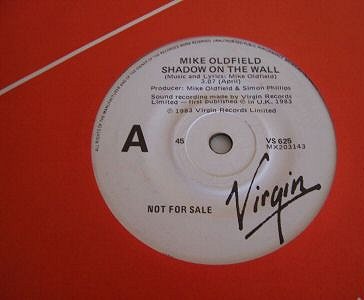 MIKE OLDFIELD
SHADOW ON THE WALL
(Music and Lyrics: Mike Oldfield)
3.07 (April)
Producer: Mike Oldfield & Simon Phillips
Sound recording made by Virgin Records
Limited — first published ℗ in U.K. 1983
℗ 1983 Virgin Records Limited
A
45
VS 625
MX203143
NOT FOR SALE
Virgin